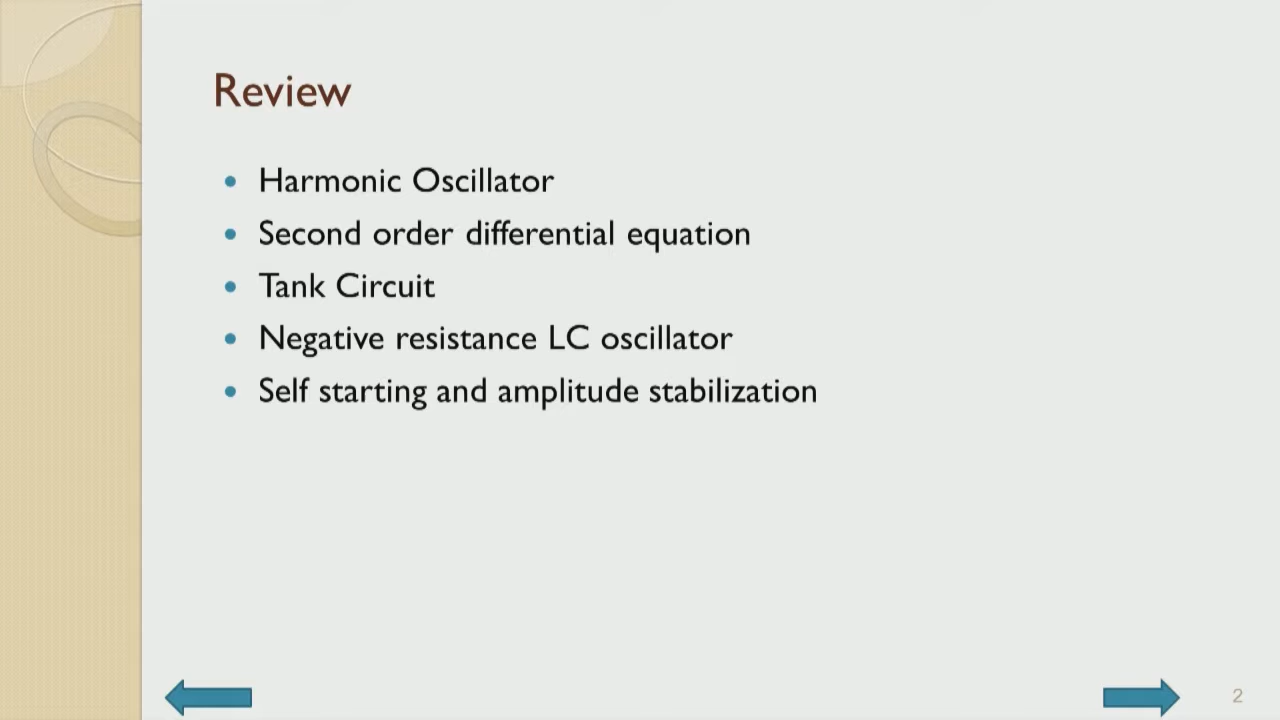 Review
Harmonic Oscillator
Second order differential equation
Tank Circuit
Negative resistance LC oscillator
Self starting and amplitude stabilization
2